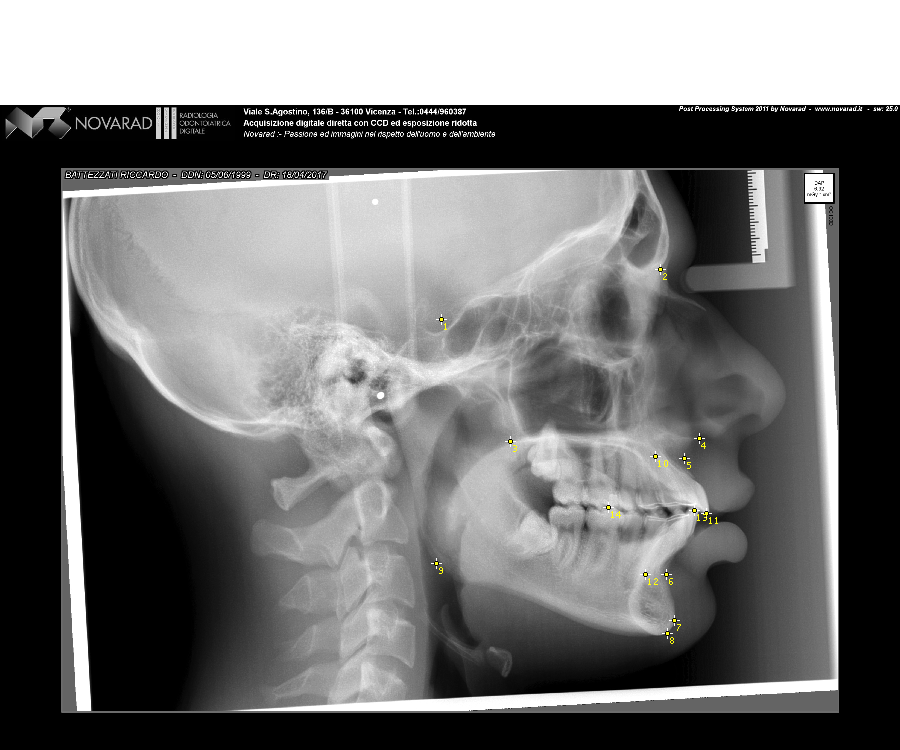 NOVARAD
RADIOLOGIA
ODONTOIATRICA
DIGITALE
Viale S.Agostino, 136/B - 36100 Vicenza - Tel.:0444/960387
Acquisizione digitale diretta con CCD ed esposizione ridotta
Novarad :- Passione ed immagini nel rispetto dell'uomo e dell'ambiente
Post Processing System 2011 by Novarad - www.novarad.it - sw: 25.0
BATTEZZATI RICCARDO - DDN: 05/06/1999 - DR: 18/04/2017
DAP
2
1
4
3
10
5
14
13
11
9
12
6
7
8